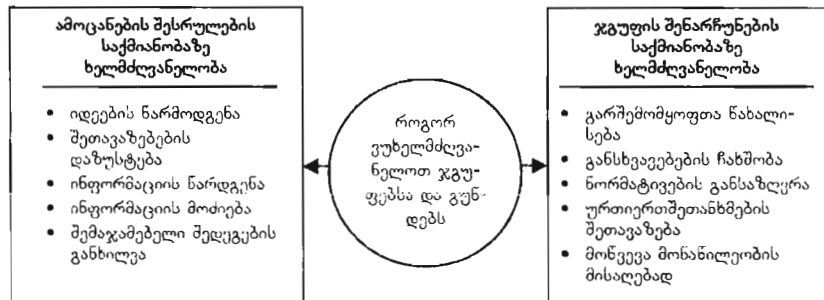 ამოცანების შესრულების
საქმიანობაზე
ხელმძღვანელობა
• იდეების წარმოდგენა
• შეთავაზებების
დაზუსტება
• ინფორმაციის წარდგენა
• ინფორმაციის მოძიება
• შემაჯამებელი შედეგების
განხილვა
როგორ
ვუხელმძღვა-
ნელოთ ჯგუ-
ფებსა და გუნ-
დებს
ჯგუფის შენარჩუნების
საქმიანობაზე
ხელმძღვანელობა
• გარშემომყოფთა წახალი-
სება
• განსხვავებების ჩახშობა
• ნორმატივების განსაზღვრა
• ურთიერთშეთანხმების
შეთავაზება
• მოწვევა მონაწილეობის
მისაღებად